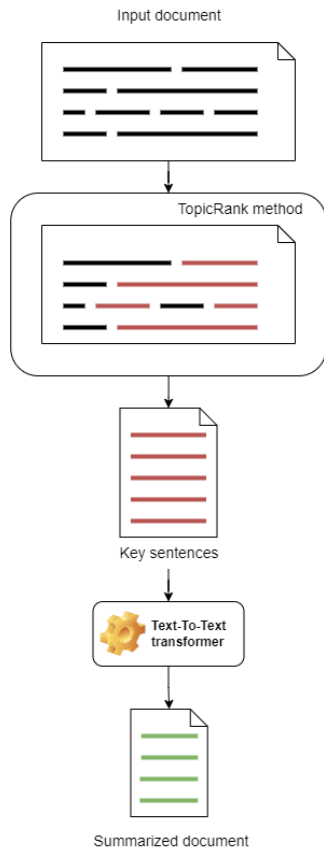 Input document
TopicRank method
Key sentences
Text-To-Text
transformer
Summarized document